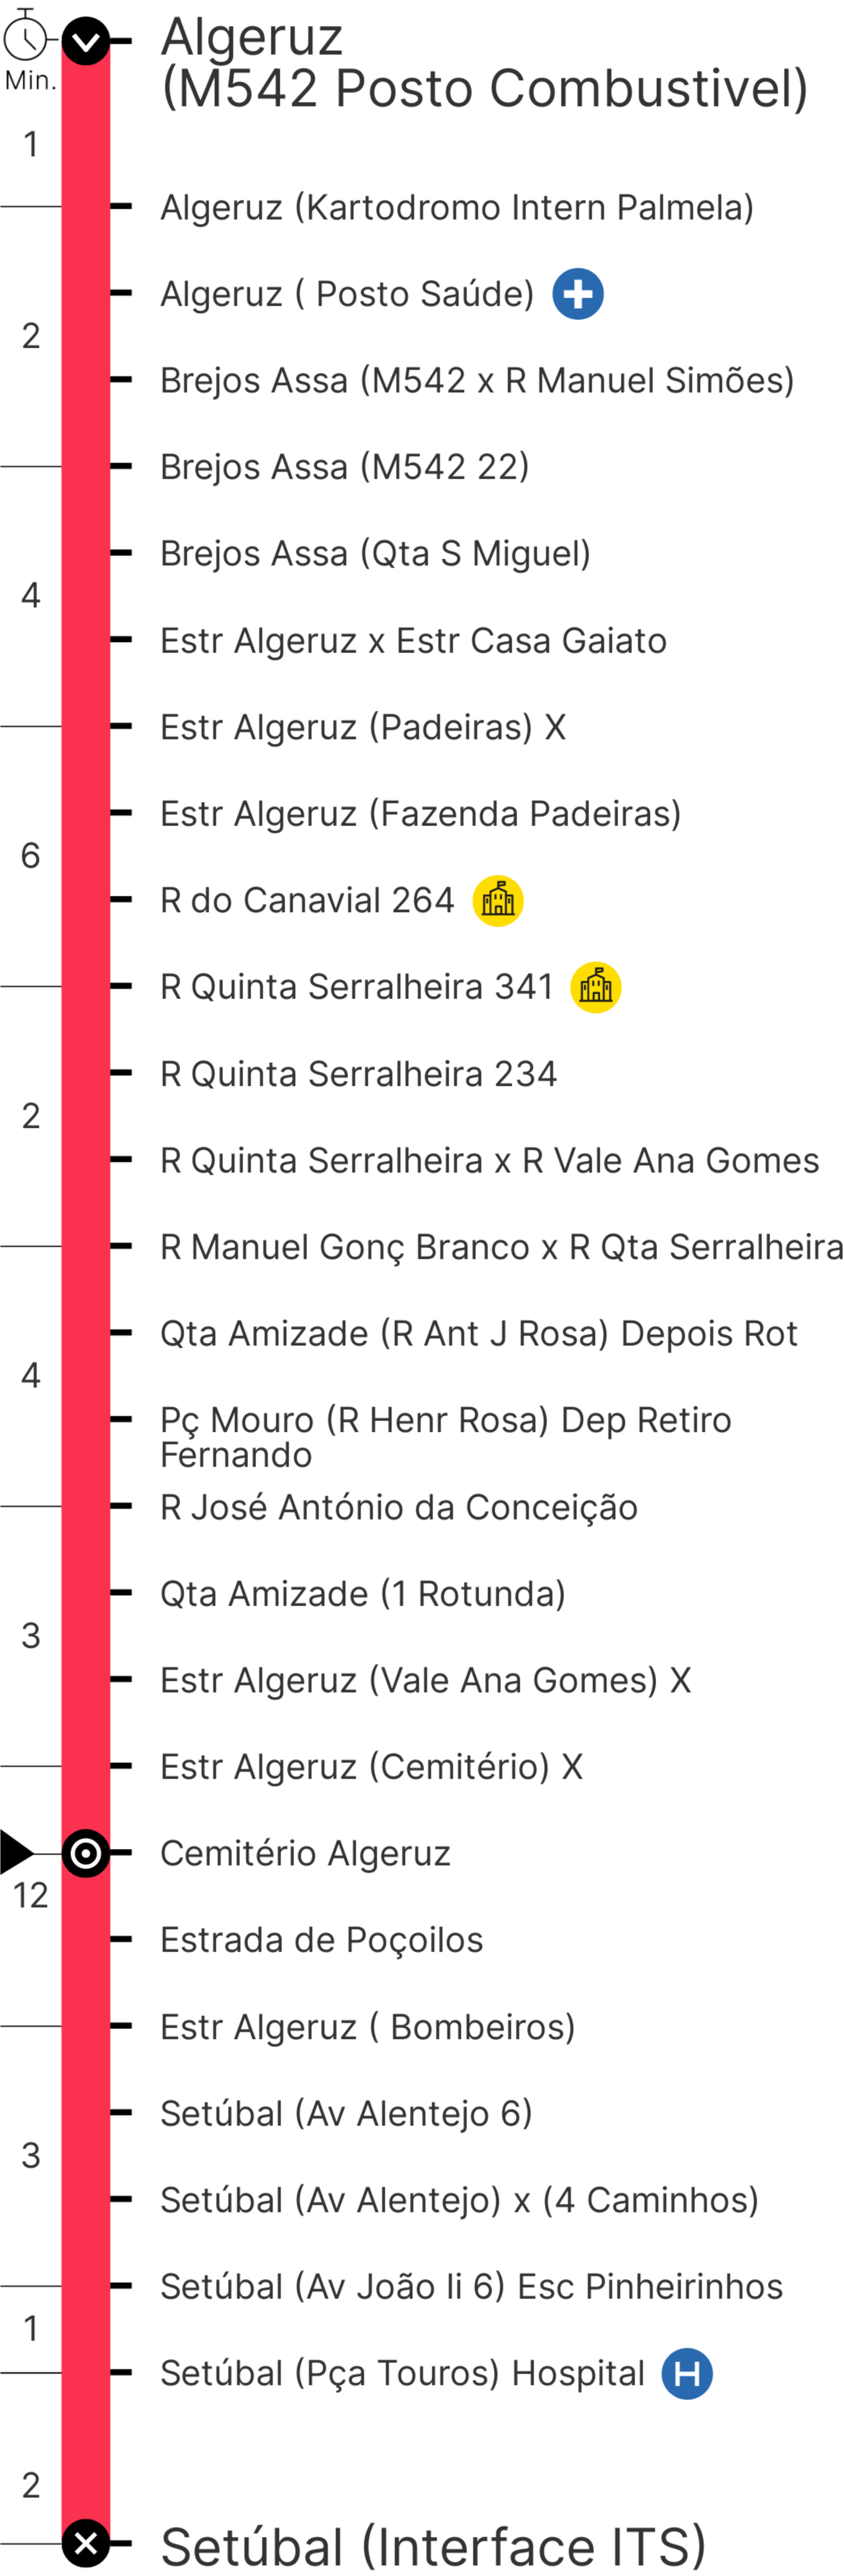 Algeruz
(M542 Posto Combustivel)
Min.
1
Algeruz (Kartodromo Intern Palmela)
Algeruz ( Posto Saúde)
2
Brejos Assa (M542 x R Manuel Simões)
Brejos Assa (M542 22)
Brejos Assa (Qta S Miguel)
4
Estr Algeruz x Estr Casa Gaiato
Estr Algeruz (Padeiras) X
Estr Algeruz (Fazenda Padeiras)
6
R do Canavial 264
R Quinta Serralheira 341
R Quinta Serralheira 234
2
R Quinta Serralheira x R Vale Ana Gomes
R Manuel Gonç Branco x R Qta Serralheira
Qta Amizade (R Ant J Rosa) Depois Rot
4
Pç Mouro (R Henr Rosa) Dep Retiro
Fernando
R José António da Conceição
Qta Amizade (1 Rotunda)
3
Estr Algeruz (Vale Ana Gomes) X
Estr Algeruz (Cemitério) X
Cemitério Algeruz
12
Estrada de Poçoilos
Estr Algeruz ( Bombeiros)
Setúbal (Av Alentejo 6)
3
Setúbal (Av Alentejo) x (4 Caminhos)
Setúbal (Av João Ii 6) Esc Pinheirinhos
1
Setúbal (Pça Touros) Hospital H
2
Setúbal (Interface ITS)